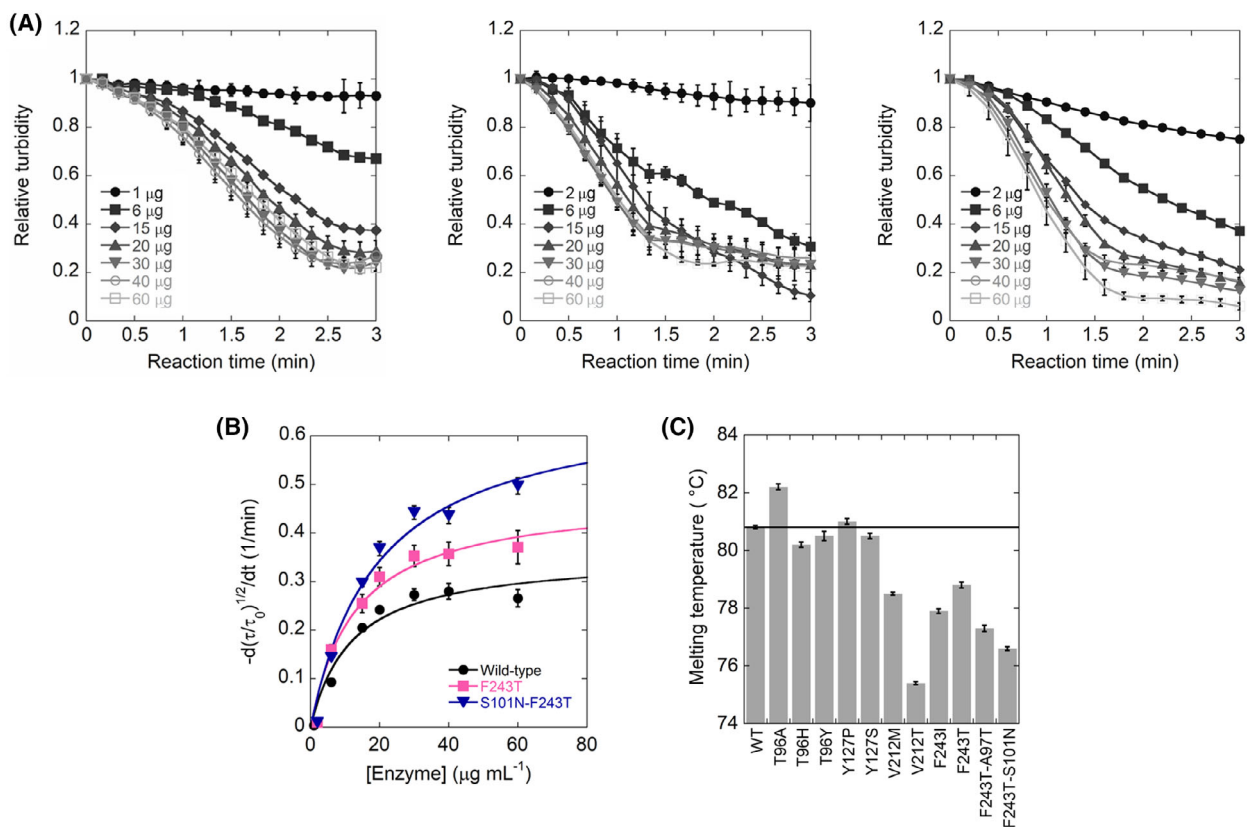 (A)
1.2
1
0.8
0.6
0.4
0.2
0
Relative turbidity
1 μg
6 μg
15 μg
20 μg
30 μg
40 μg
60 μg
0 0.5 1 1.5 2 2.5 3
Reaction time (min)
1.2
1
0.8
0.6
0.4
0.2
0
Relative turbidity
2 μg
6 μg
15 μg
20 μg
30 μg
40 μg
60 μg
0 0.5 1 1.5 2 2.5 3
Reaction time (min)
1.2
1
0.8
0.6
0.4
0.2
0
Relative turbidity
2 μg
6 μg
15 μg
20 μg
30 μg
40 μg
60 μg
0 0.5 1 1.5 2 2.5 3
Reaction time (min)
(B)
0.6
0.5
0.4
0.3
0.2
0.1
0
-d(τ/τ0)1/2/dt (1/min)
Wild-type
F243T
S101N-F243T
0 20 40 60 80
[Enzyme] (μg mL-1)
(C)
84
82
80
78
76
74
Melting temperature ( °C)
WT
T96A
T96H
T96Y
Y127P
Y127S
V212M
V212T
F243I
F243T
F243T-A97T
F243T-S101N